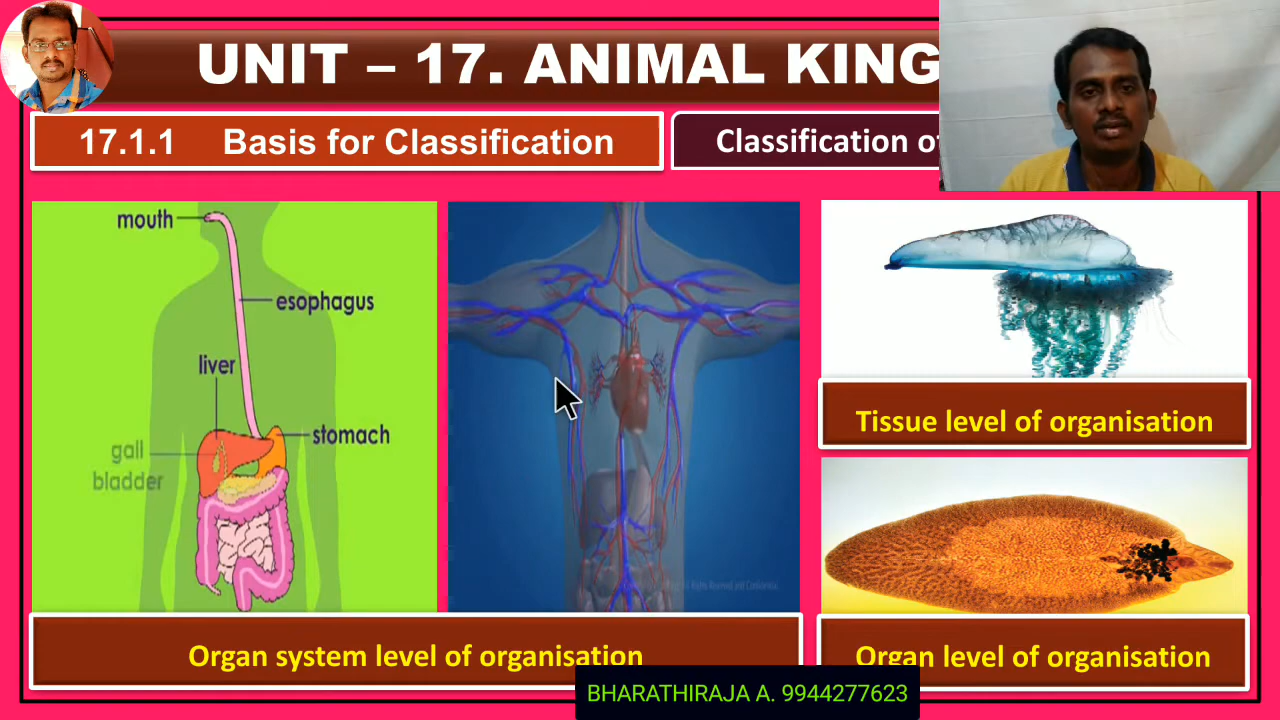 UNIT – 17. ANIMAL KING
17.1.1 Basis for Classification
Classification of
mouth
esophagus
liver
stomach
gall
bladder
Tissue level of organisation
Organ system level of organisation
Organ level of organisation
BHARATHIRAJA A. 9944277623